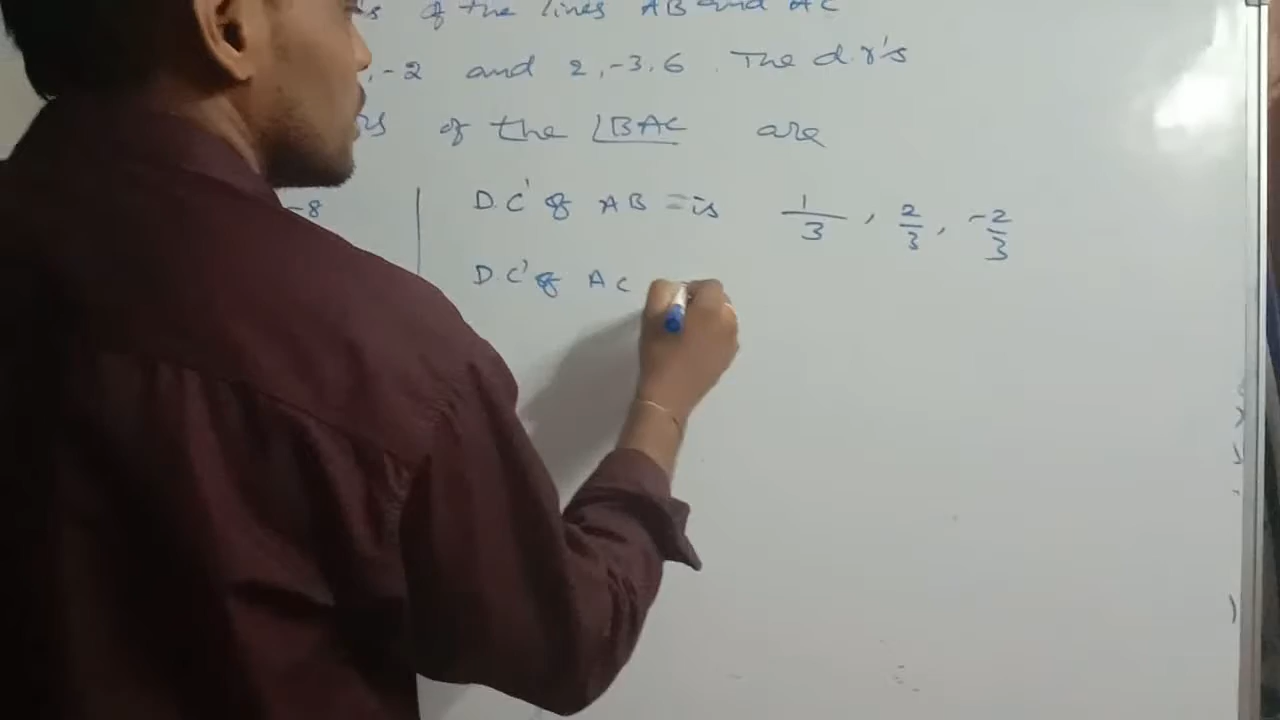 of the lines AB and AC
, -2 and 2, -3, 6. The d.r's
of the ∠BAC are
-8
D.C' of AB = is 1/3, 2/3, -2/3
D.C' of AC